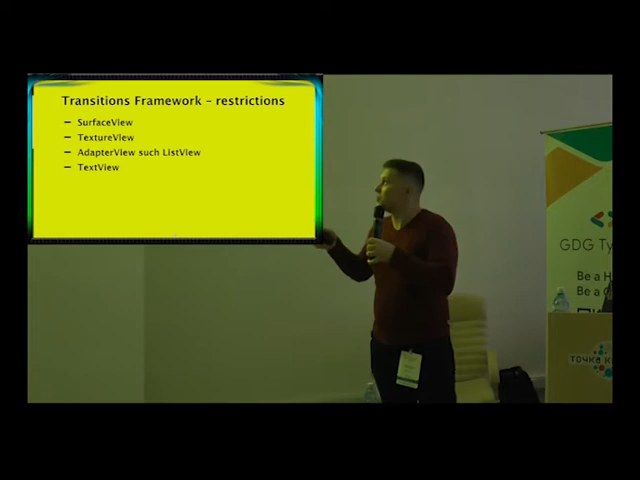 Transitions Framework – restrictions
– SurfaceView
– TextureView
– AdapterView such ListView
– TextView
GDG Ty
Be a H
Be a
точка к